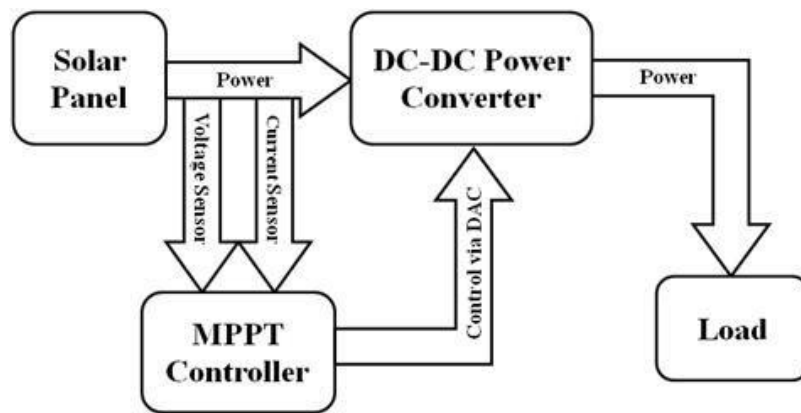 Solar
Panel
Power
DC-DC Power
Converter
Power
Voltage Sensor
Current Sensor
Control via DAC
MPPT
Controller
Load